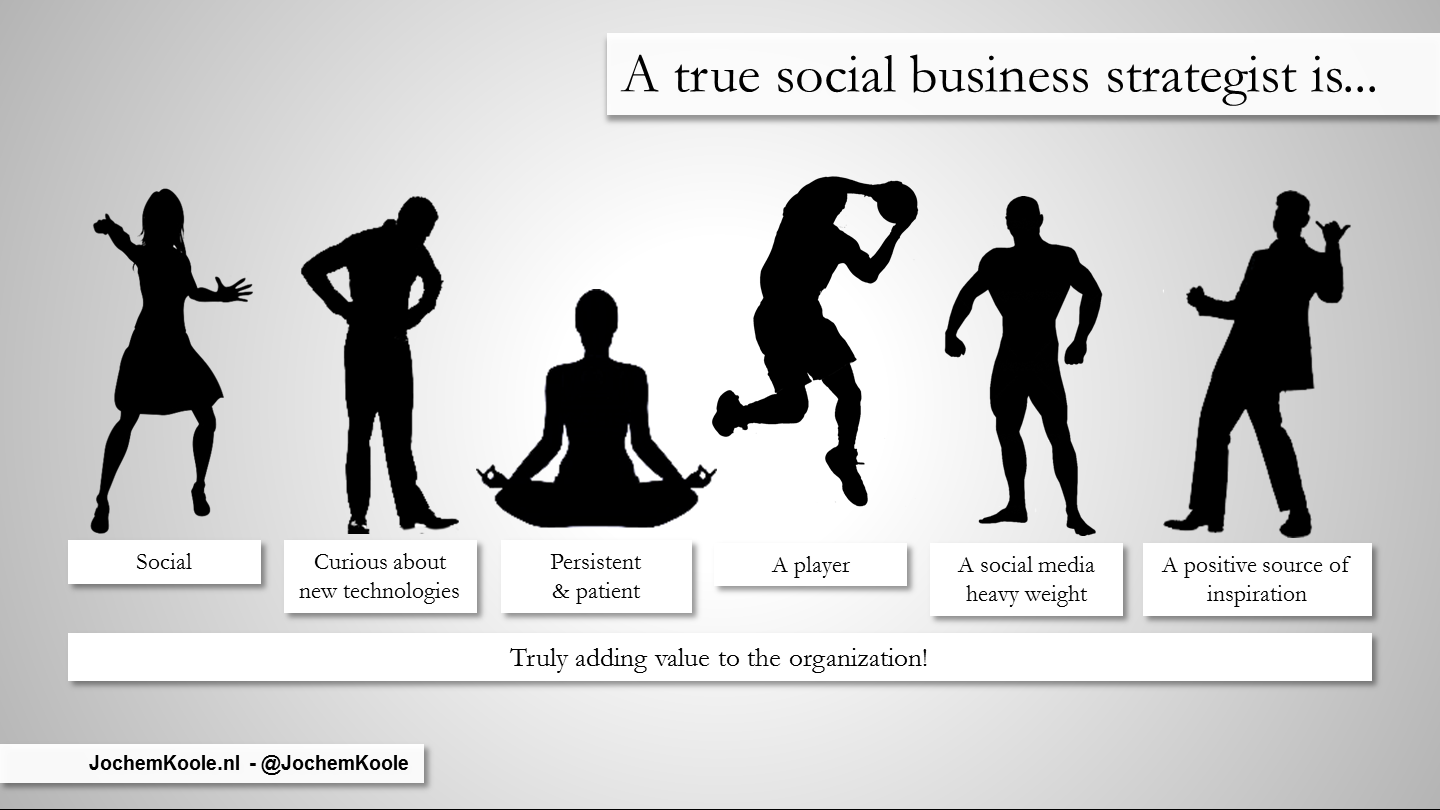 A true social business strategist is...
Social
Curious about
new technologies
Persistent
& patient
A player
A social media
heavy weight
A positive source of
inspiration
Truly adding value to the organization!
JochemKoole.nl - @JochemKoole